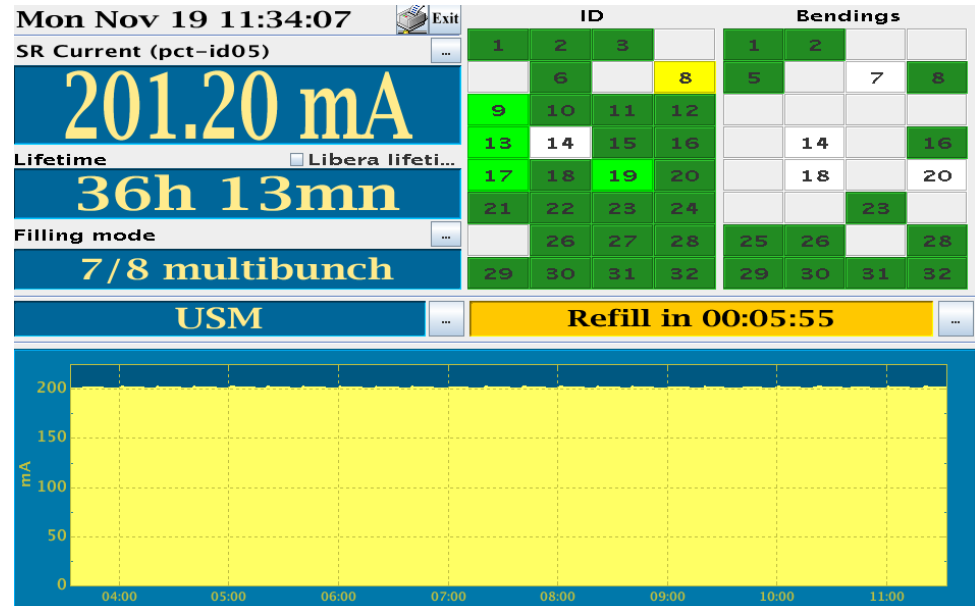 Mon Nov 19 11:34:07
Exit
SR Current (pct-id05)
...
201.20 mA
Lifetime
Libera lifeti...
36h 13mn
Filling mode
...
7/8 multibunch
ID
1 2 3
6 8
9 10 11 12
13 14 15 16
17 18 19 20
21 22 23 24
26 27 28
29 30 31 32
Bendings
1 2
5 7 8
14 16
18 20
23
25 26 28
29 30 31 32
USM
...
Refill in 00:05:55
...
200
150
100
50
0
mA
04:00 05:00 06:00 07:00 08:00 09:00 10:00 11:00